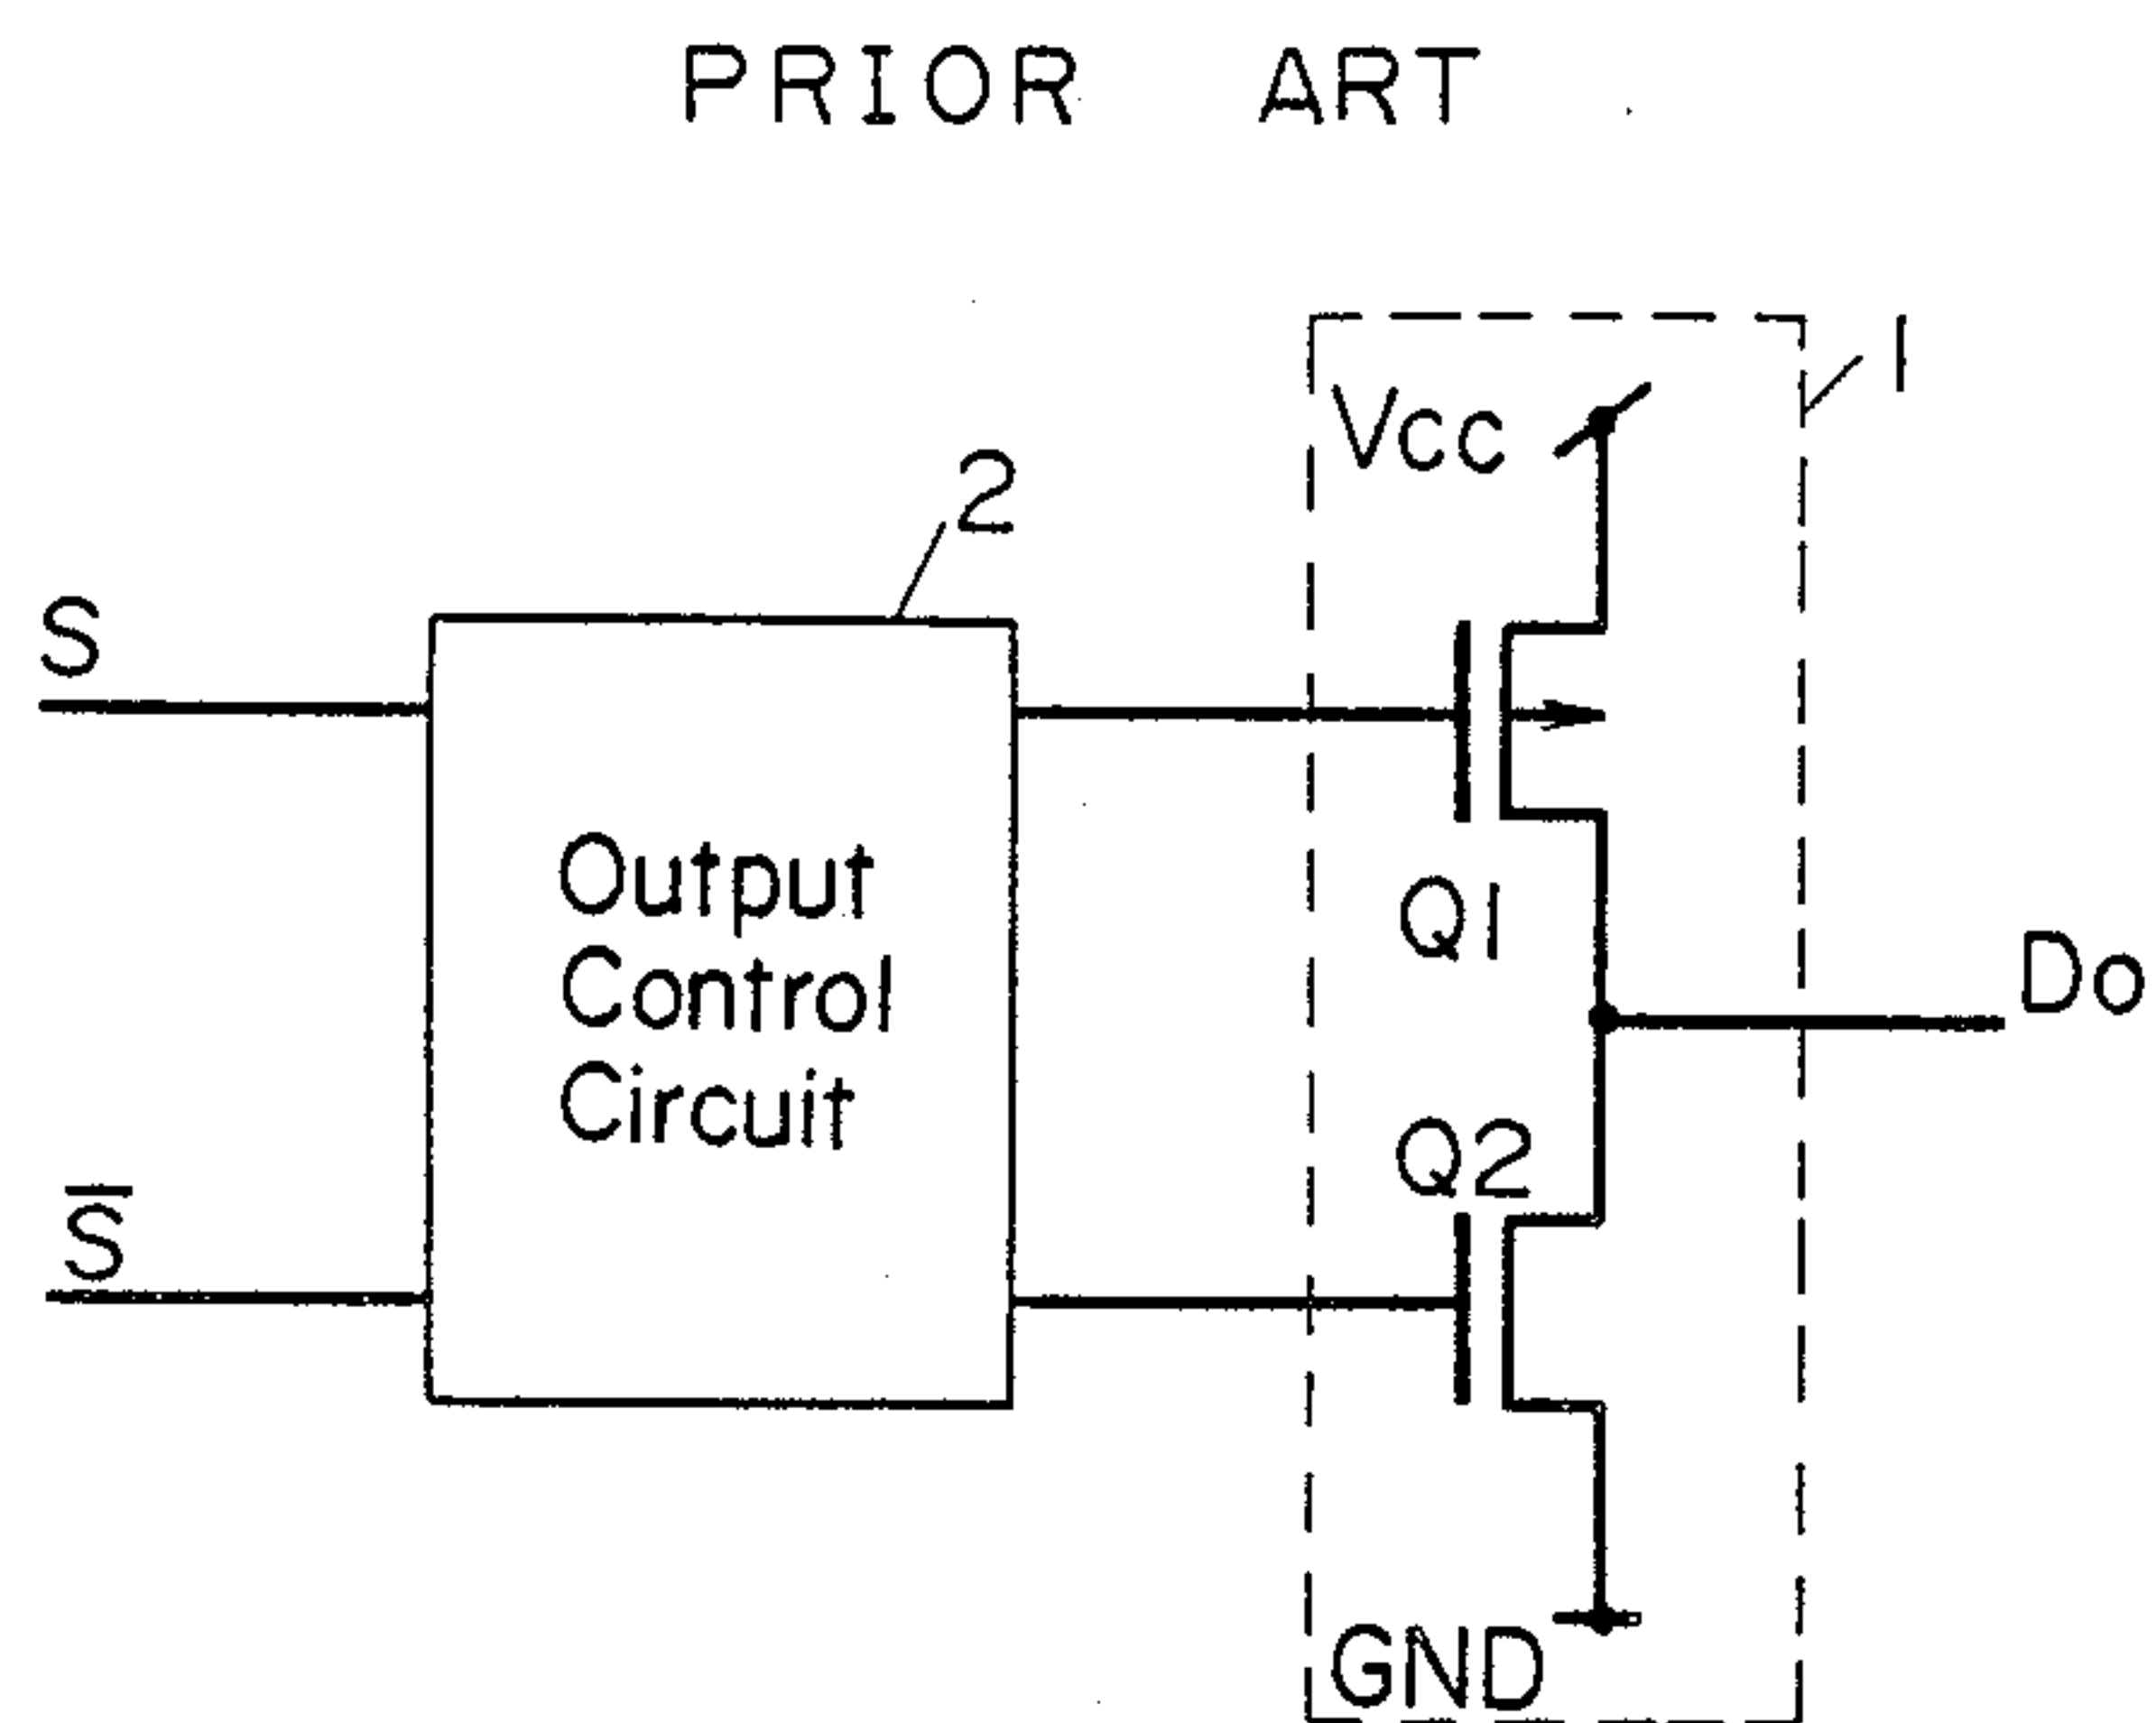 PRIOR ART
1
Vcc
2
S
Output
Control
Circuit
Q1
Do
Q2
S̅
GND